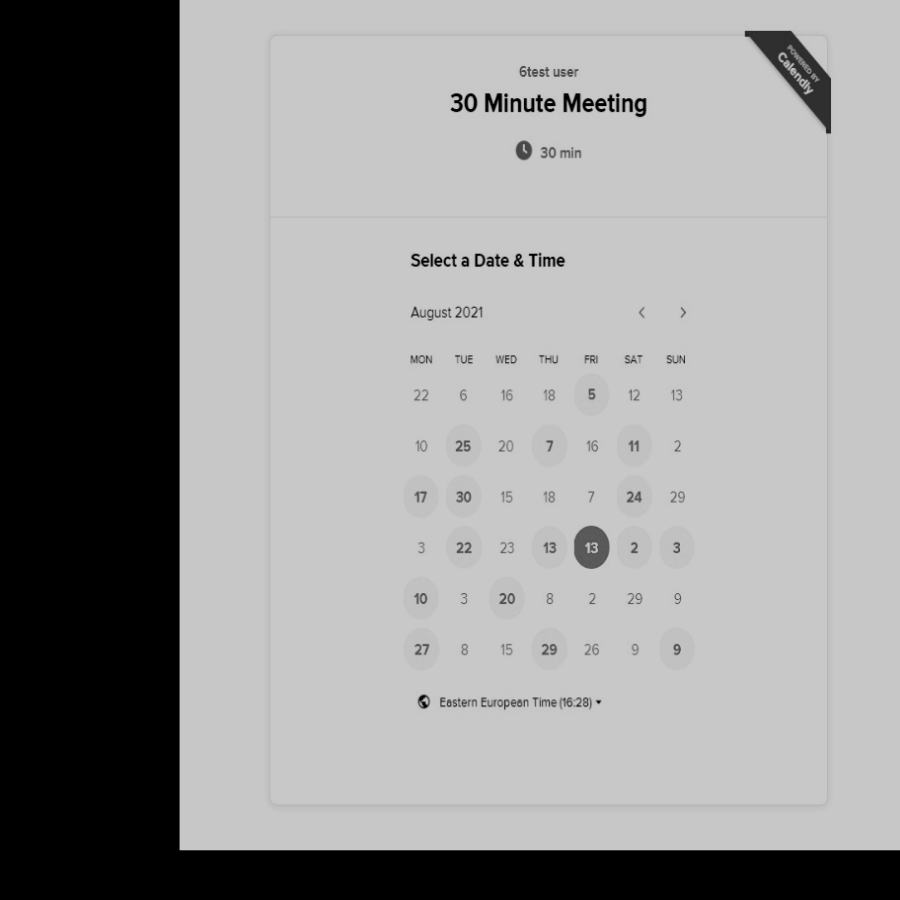 POWERED BY
Calendly
6test user
30 Minute Meeting
30 min
Select a Date & Time
August 2021
MON TUE WED THU FRI SAT SUN
22 6 16 18 5 12 13
10 25 20 7 16 11 2
17 30 15 18 7 24 29
3 22 23 13 13 2 3
10 3 20 8 2 29 9
27 8 15 29 26 9 9
Eastern European Time (16:28)